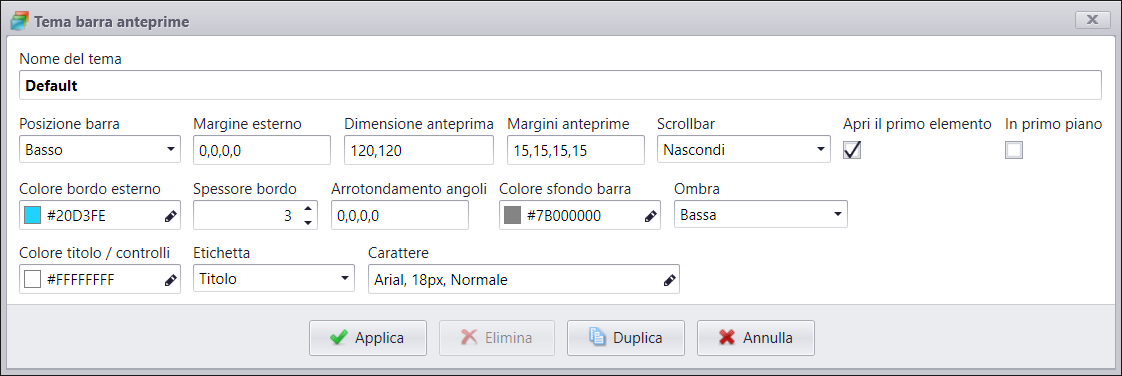 Tema barra anteprime
Nome del tema
Default
Posizione barra Margine esterno Dimensione anteprima Margini anteprime Scrollbar Apri il primo elemento In primo piano
Basso 0,0,0,0 120,120 15,15,15,15 Nascondi
Colore bordo esterno Spessore bordo Arrotondamento angoli Colore sfondo barra Ombra
#20D3FE 3 0,0,0,0 #7B000000 Bassa
Colore titolo / controlli Etichetta Carattere
#FFFFFFFF Titolo Arial, 18px, Normale
Applica Elimina Duplica Annulla